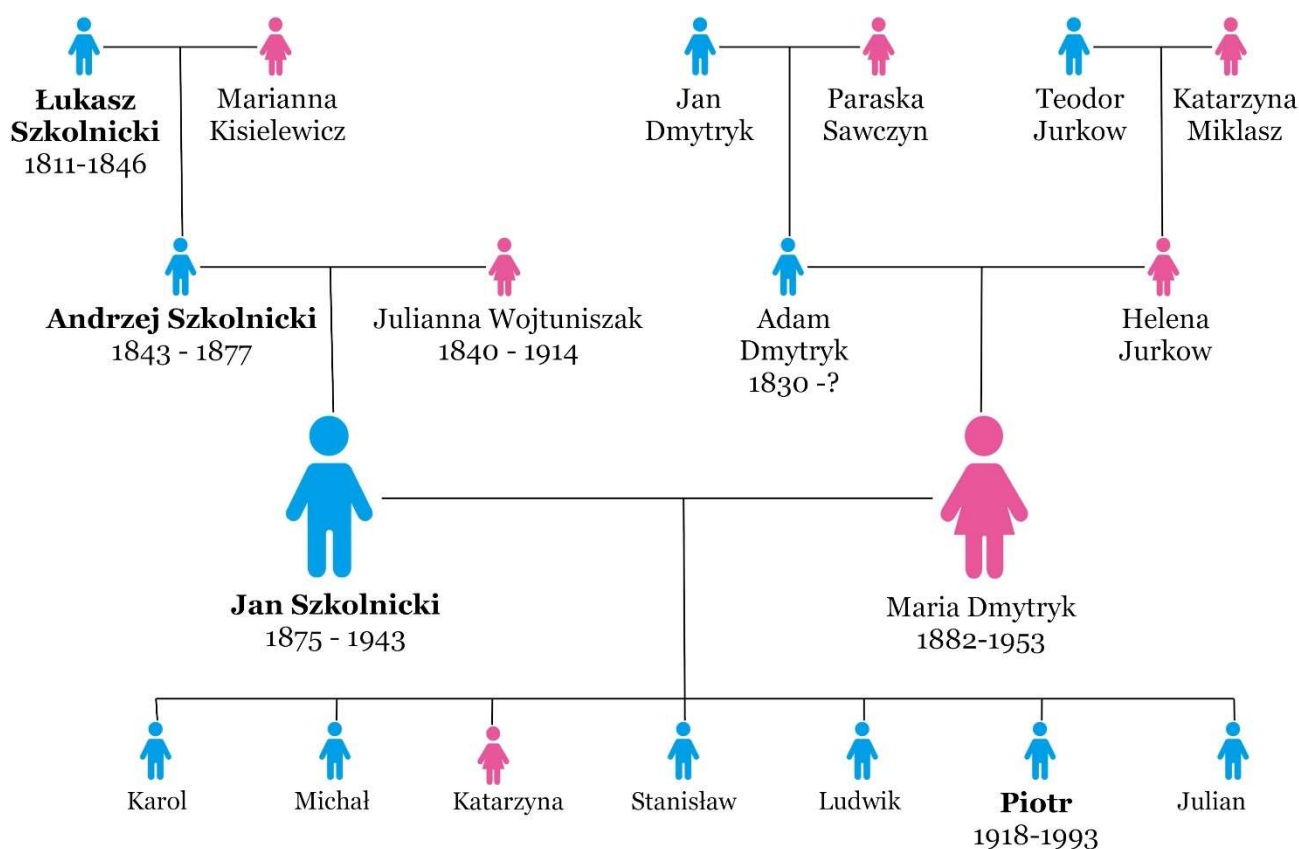 Łukasz
Szkolnicki
1811-1846
Marianna
Kisielewicz
Jan
Dmytryk
Paraska
Sawczyn
Teodor
Jurkow
Katarzyna
Miklasz
Andrzej Szkolnicki
1843 - 1877
Julianna Wojtuniszak
1840 - 1914
Adam
Dmytryk
1830 -?
Helena
Jurkow
Jan Szkolnicki
1875 - 1943
Maria Dmytryk
1882-1953
Karol
Michał
Katarzyna
Stanisław
Ludwik
Piotr
1918-1993
Julian